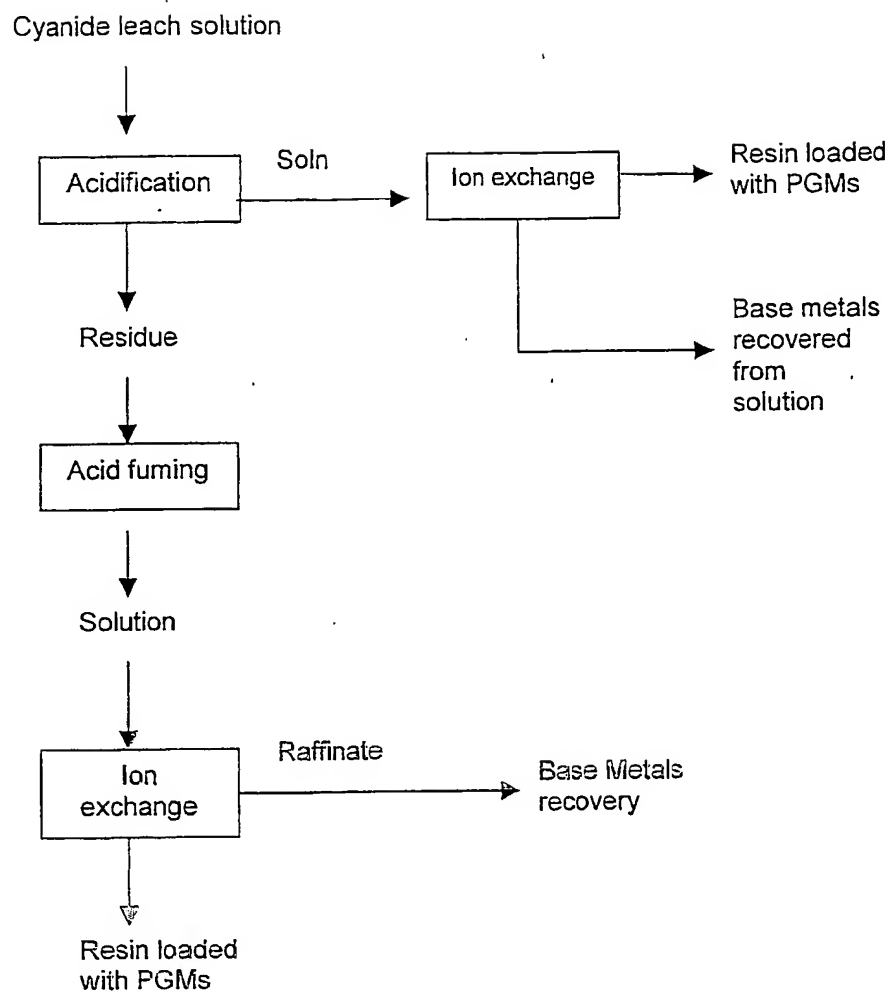 Cyanide leach solution
Acidification
Soln
Ion exchange
Resin loaded
with PGMs
Base metals
recovered
from
solution
Residue
Acid fuming
Solution
Ion
exchange
Raffinate
Base Metals
recovery
Resin loaded
with PGMs